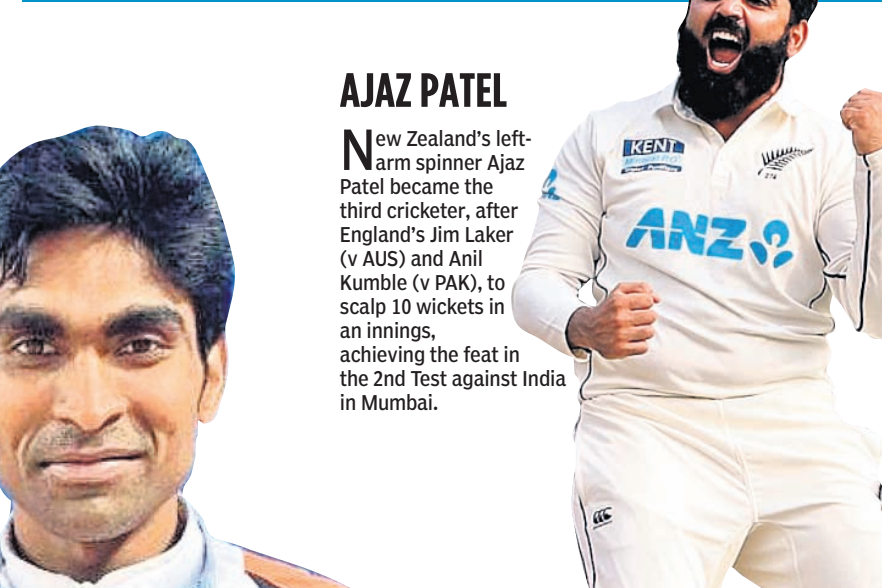 AJAZ PATEL
New Zealand's left-
arm spinner Ajaz
Patel became the
third cricketer, after
England's Jim Laker
(v AUS) and Anil
Kumble (v PAK), to
scalp 10 wickets in
an innings,
achieving the feat in
the 2nd Test against India
in Mumbai.
KENT
ANZ